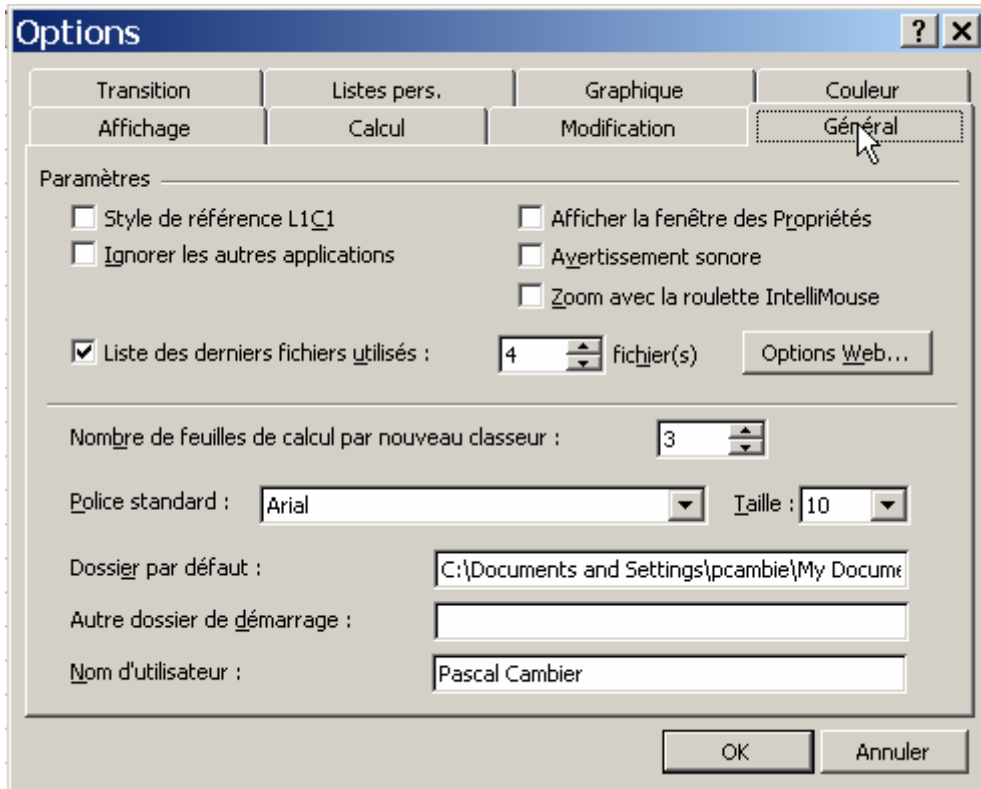 Options
Transition Listes pers. Graphique Couleur
Affichage Calcul Modification Général
Paramètres
Style de référence L1C1 Afficher la fenêtre des Propriétés
Ignorer les autres applications Avertissement sonore
Zoom avec la roulette IntelliMouse
Liste des derniers fichiers utilisés : 4 fichier(s) Options Web...
Nombre de feuilles de calcul par nouveau classeur : 3
Police standard : Arial Taille : 10
Dossier par défaut : C:\Documents and Settings\pcambie\My Docume
Autre dossier de démarrage :
Nom d'utilisateur : Pascal Cambier
OK Annuler